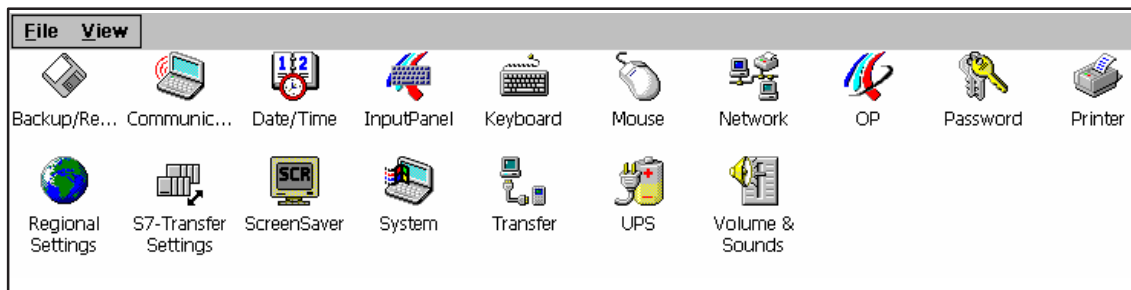 File View
Backup/Re... Communic... Date/Time InputPanel Keyboard Mouse Network OP Password Printer
SCR
Regional Settings S7-Transfer Settings ScreenSaver System Transfer UPS Volume & Sounds